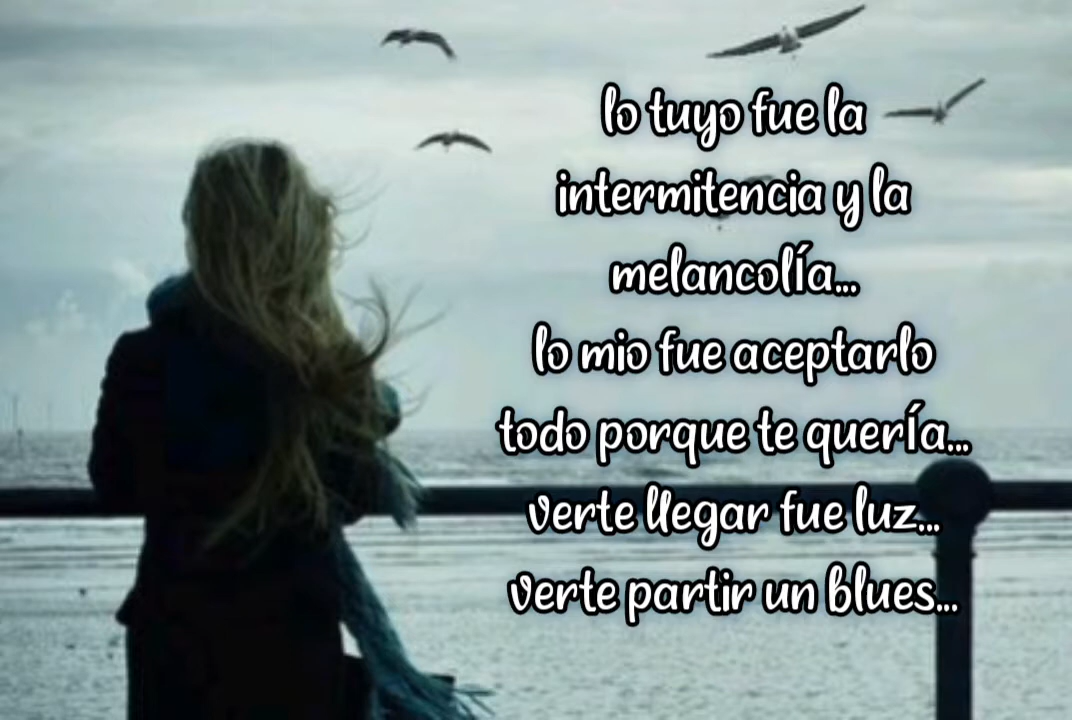 lo tuyo fue la
intermitencia y la
melancolía...
lo mio fue aceptarlo
todo porque te quería...
verte llegar fue luz...
verte partir un blues...